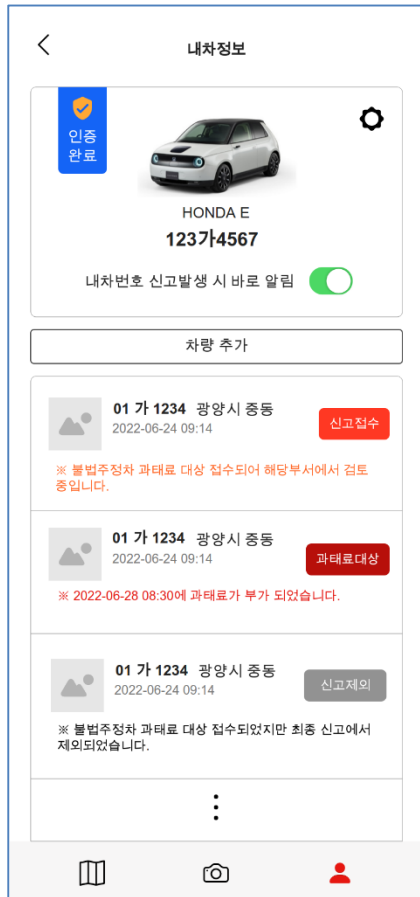 내차정보
인증
완료
HONDA E
123가4567
내차번호 신고발생 시 바로 알림
차량 추가
01 가 1234 광양시 중동
2022-06-24 09:14
신고접수
※ 불법주정차 과태료 대상 접수되어 해당부서에서 검토
중입니다.
01 가 1234 광양시 중동
2022-06-24 09:14
과태료대상
※ 2022-06-28 08:30에 과태료가 부가 되었습니다.
01 가 1234 광양시 중동
2022-06-24 09:14
신고제외
※ 불법주정차 과태료 대상 접수되었지만 최종 신고에서
제외되었습니다.